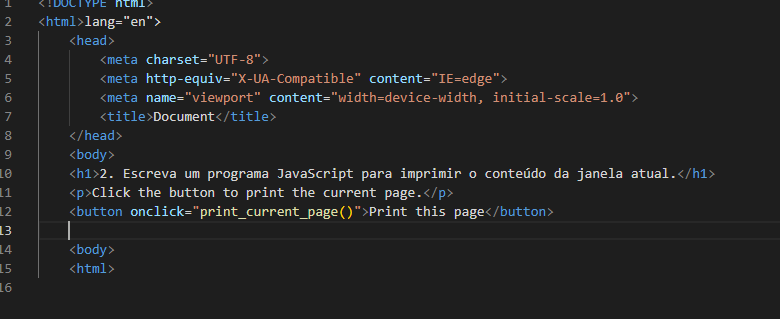 1 <!DOCTYPE html>
2 <html>lang="en">
3 <head>
4 <meta charset="UTF-8">
5 <meta http-equiv="X-UA-Compatible" content="IE=edge">
6 <meta name="viewport" content="width=device-width, initial-scale=1.0">
7 <title>Document</title>
8 </head>
9 <body>
10 <h1>2. Escreva um programa JavaScript para imprimir o conteúdo da janela atual.</h1>
11 <p>Click the button to print the current page.</p>
12 <button onclick="print_current_page()">Print this page</button>
13
14 <body>
15 <html>
16